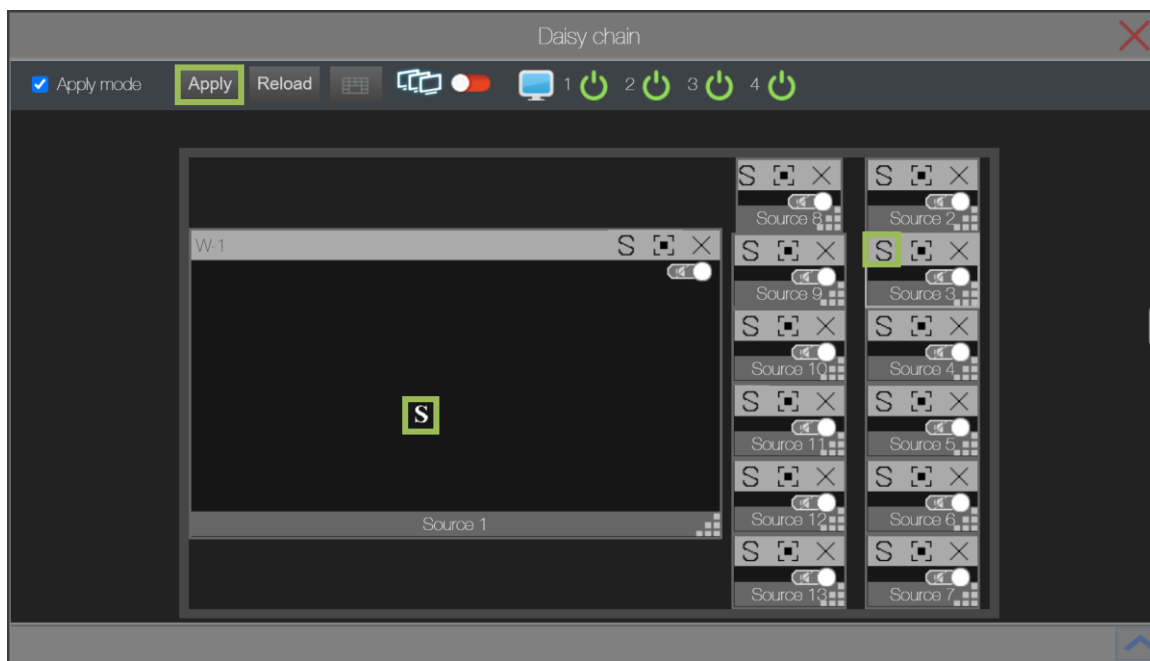 Daisy chain
Apply mode Apply Reload 1 2 3 4
S S
Source 8 Source 2
W-1 S S S
Source 9 Source 3
S S
Source 10 Source 4
S S S
Source 11 Source 5
S S
Source 1 Source 12 Source 6
S S
Source 13 Source 7